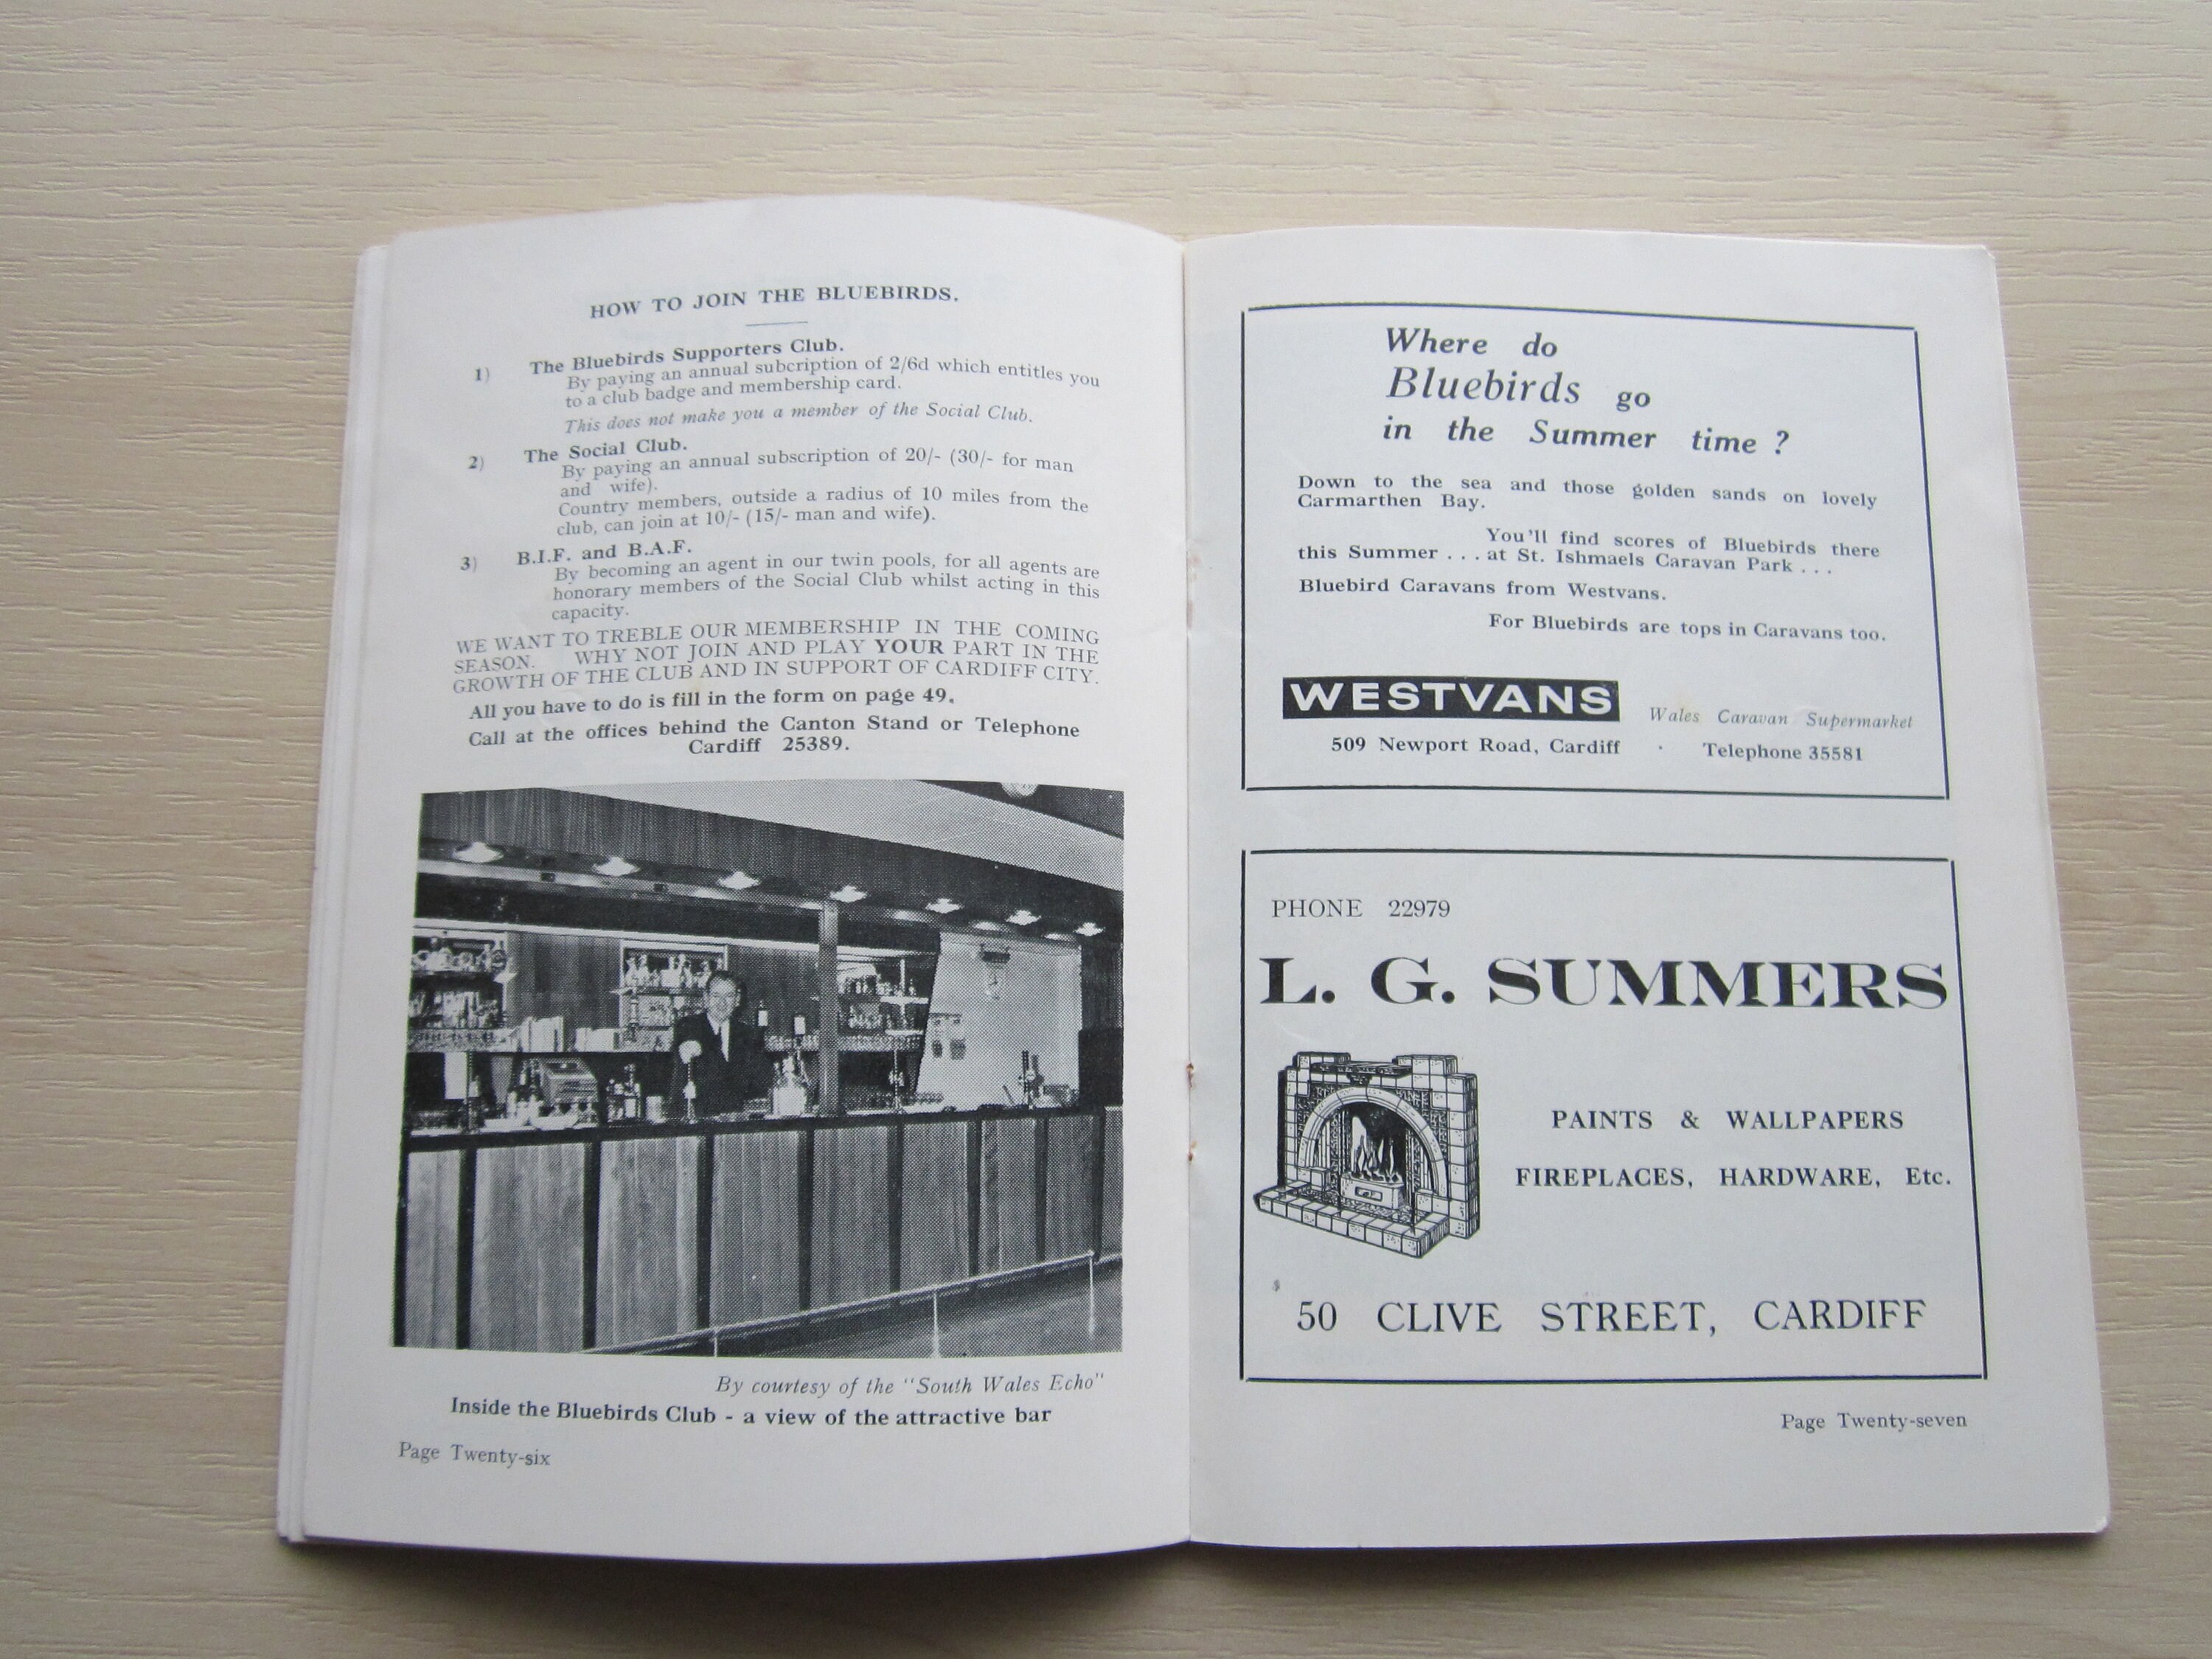 HOW TO JOIN THE BLUEBIRDS.
1) The Bluebirds Supporters Club.
By paying an annual subcription of 2/6d which entitles you
to a club badge and membership card.
This does not make you a member of the Social Club.
2) The Social Club.
By paying an annual subscription of 20/- (30/- for man
and wife).
Country members, outside a radius of 10 miles from the
club, can join at 10/- (15/- man and wife).
3) B.I.F. and B.A.F.
By becoming an agent in our twin pools, for all agents are
honorary members of the Social Club whilst acting in this
capacity.
WE WANT TO TREBLE OUR MEMBERSHIP IN THE COMING
SEASON. WHY NOT JOIN AND PLAY YOUR PART IN THE
GROWTH OF THE CLUB AND IN SUPPORT OF CARDIFF CITY.
All you have to do is fill in the form on page 49.
Call at the offices behind the Canton Stand or Telephone
Cardiff 25389.
By courtesy of the "South Wales Echo"
Inside the Bluebirds Club - a view of the attractive bar
Page Twenty-six
Where do
Bluebirds go
in the Summer time ?
Down to the sea and those golden sands on lovely
Carmarthen Bay.
You'll find scores of Bluebirds there
this Summer . . . at St. Ishmaels Caravan Park . . .
Bluebird Caravans from Westvans.
For Bluebirds are tops in Caravans too.
WESTVANS Wales Caravan Supermarket
509 Newport Road, Cardiff · Telephone 35581
PHONE 22979
L. G. SUMMERS
PAINTS & WALLPAPERS
FIREPLACES, HARDWARE, Etc.
50 CLIVE STREET, CARDIFF
Page Twenty-seven